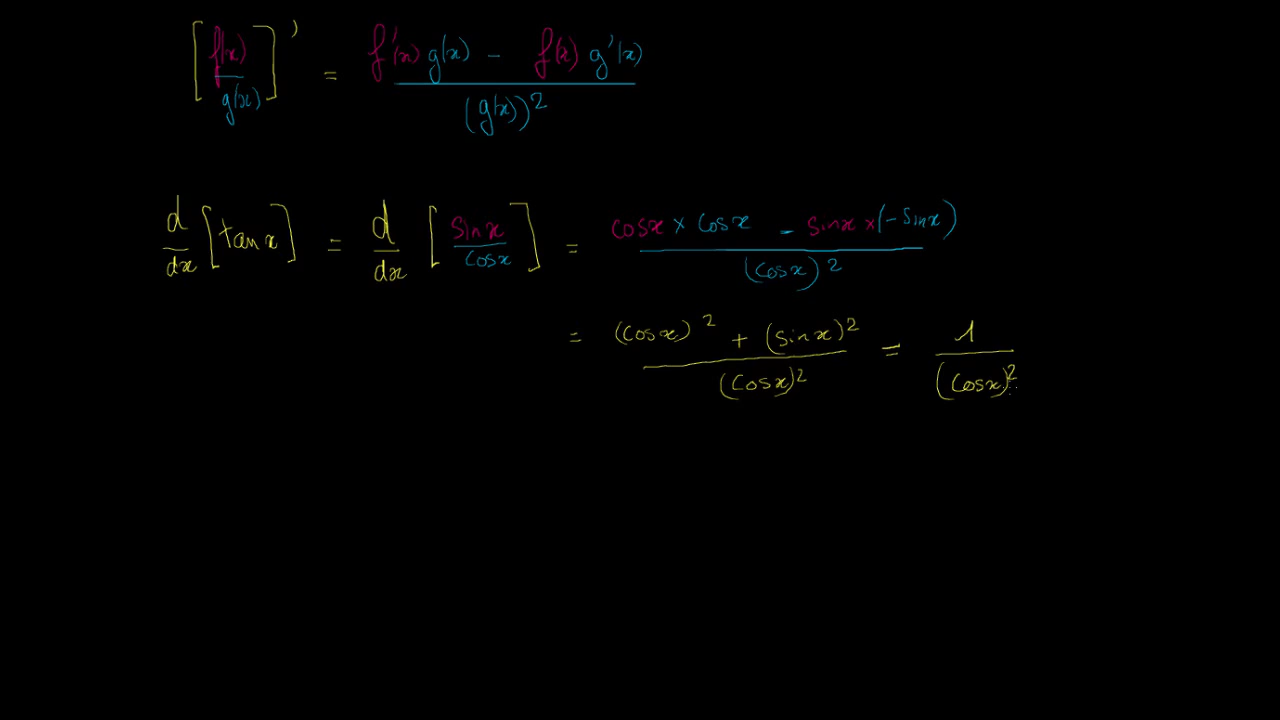 [f(x)/g(x)]' = (f'(x) g(x) - f(x) g'(x))/(g(x))²
d/dx [tan x] = d/dx [sin x/cos x] = (cos x × cos x - sin x × (-sin x))/(cos x)²
= ((cos x)² + (sin x)²)/(cos x)² = 1/(cos x)²